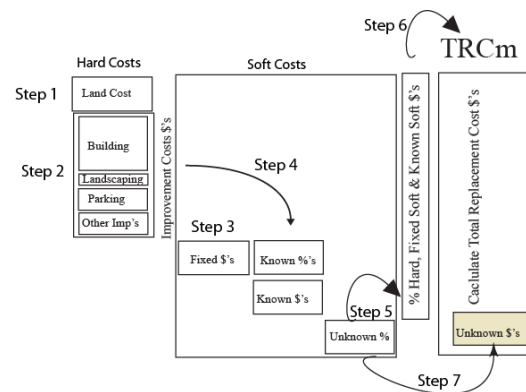 Step 6
TRCm
Hard Costs
Soft Costs
Step 1
Land Cost
Step 2
Building
Landscaping
Parking
Other Imp's
Improvement Costs $'s
Step 4
Step 3
Fixed $'s
Known %'s
Known $'s
Step 5
Unknown %
% Hard, Fixed Soft & Known Soft $'s
Caclulate Total Replacement Cost $'s
Unknown $'s
Step 7